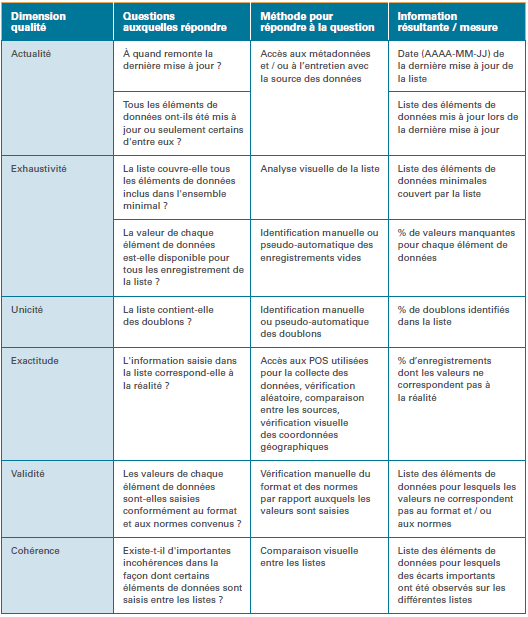 Dimension
qualité
Questions
auxquelles répondre
Méthode pour
répondre à la question
Information
résultante / mesure
Actualité
À quand remonte la
dernière mise à jour ?
Accès aux métadonnées
et / ou à l'entretien avec
la source des données
Date (AAAA-MM-JJ) de
la dernière mise à jour de
la liste
Tous les éléments de
données ont-ils été mis à
jour ou seulement certains
d'entre eux ?
Liste des éléments de
données mis à jour lors de
la dernière mise à jour
Exhaustivité
La liste couvre-elle tous
les éléments de données
inclus dans l'ensemble
minimal ?
Analyse visuelle de la liste
Liste des éléments de
données minimales
couvert par la liste
La valeur de chaque
élément de données
est-elle disponible pour
tous les enregistrement de
la liste ?
Identification manuelle ou
pseudo-automatique des
enregistrements vides
% de valeurs manquantes
pour chaque élément de
données
Unicité
La liste contient-elle
des doublons ?
Identification manuelle
ou pseudo-automatique
des doublons
% de doublons identifiés
dans la liste
Exactitude
L'information saisie dans
la liste correspond-elle à
la réalité ?
Accès aux POS utilisées
pour la collecte des
données, vérification
aléatoire, comparaison
entre les sources,
vérification visuelle
des coordonnées
géographiques
% d'enregistrements
dont les valeurs ne
correspondent pas à
la réalité
Validité
Les valeurs de chaque
élément de données
sont-elles saisies
conformément au format
et aux normes convenus ?
Vérification manuelle du
format et des normes
par rapport auxquels les
valeurs sont saisies
Liste des éléments de
données pour lesquels les
valeurs ne correspondent
pas au format et / ou
aux normes
Cohérence
Existe-t-il d'importantes
incohérences dans la
façon dont certains
éléments de données sont
saisis entre les listes ?
Comparaison visuelle
entre les listes
Liste des éléments de
données pour lesquels
des écarts importants
ont été observés sur les
différentes listes